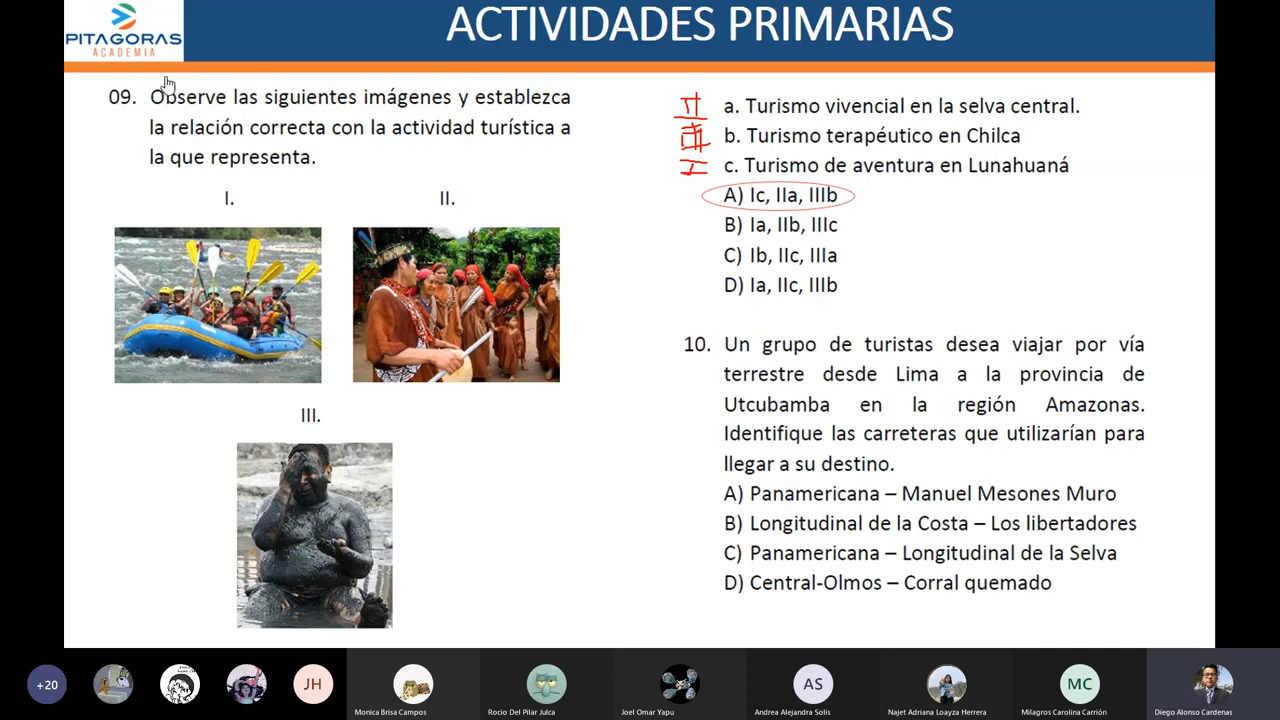 PITAGORAS
ACADEMIA
ACTIVIDADES PRIMARIAS
09. Observe las siguientes imágenes y establezca
la relación correcta con la actividad turística a
la que representa.
I.
II.
III.
II a. Turismo vivencial en la selva central.
III b. Turismo terapéutico en Chilca
I c. Turismo de aventura en Lunahuaná
A) Ic, IIa, IIIb
B) Ia, IIb, IIIc
C) Ib, IIc, IIIa
D) Ia, IIc, IIIb
10. Un grupo de turistas desea viajar por vía
terrestre desde Lima a la provincia de
Utcubamba en la región Amazonas.
Identifique las carreteras que utilizarían para
llegar a su destino.
A) Panamericana – Manuel Mesones Muro
B) Longitudinal de la Costa – Los libertadores
C) Panamericana – Longitudinal de la Selva
D) Central-Olmos – Corral quemado
+20
JH
AS
MC
Monica Brisa Campos
Rocio Del Pilar Julca
Joel Omar Yapu
Andrea Alejandra Solis
Najet Adriana Loayza Herrera
Milagros Carolina Carrión
Diego Alonso Cardenas